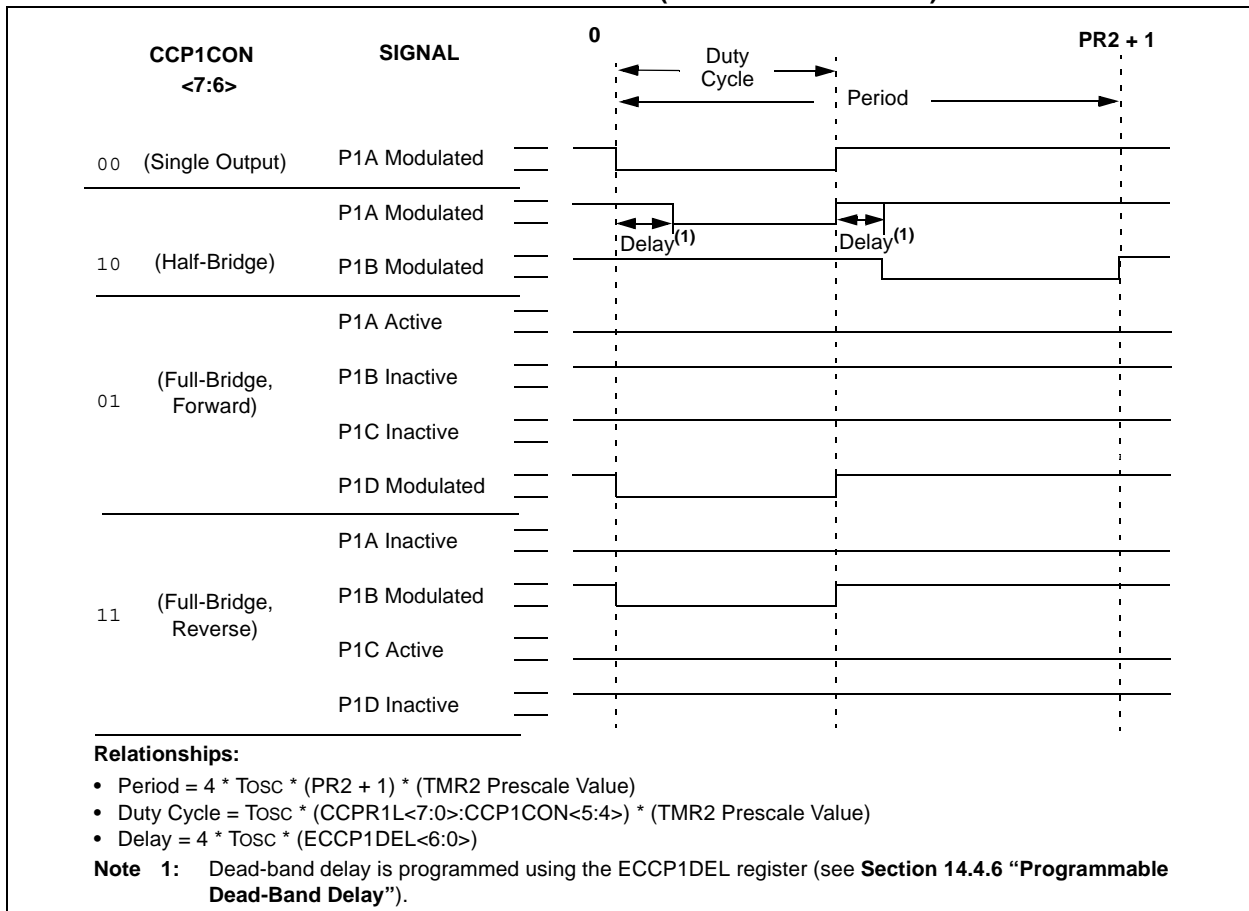 0
PR2 + 1
CCP1CON
<7:6>
SIGNAL
Duty
Cycle
Period
00 (Single Output) P1A Modulated
P1A Modulated
Delay(1)
Delay(1)
10 (Half-Bridge) P1B Modulated
P1A Active
P1B Inactive
01 (Full-Bridge,
Forward)
P1C Inactive
P1D Modulated
P1A Inactive
P1B Modulated
11 (Full-Bridge,
Reverse)
P1C Active
P1D Inactive
Relationships:
• Period = 4 * TOSC * (PR2 + 1) * (TMR2 Prescale Value)
• Duty Cycle = TOSC * (CCPR1L<7:0>:CCP1CON<5:4>) * (TMR2 Prescale Value)
• Delay = 4 * TOSC * (ECCP1DEL<6:0>)
Note 1: Dead-band delay is programmed using the ECCP1DEL register (see Section 14.4.6 “Programmable
Dead-Band Delay”).